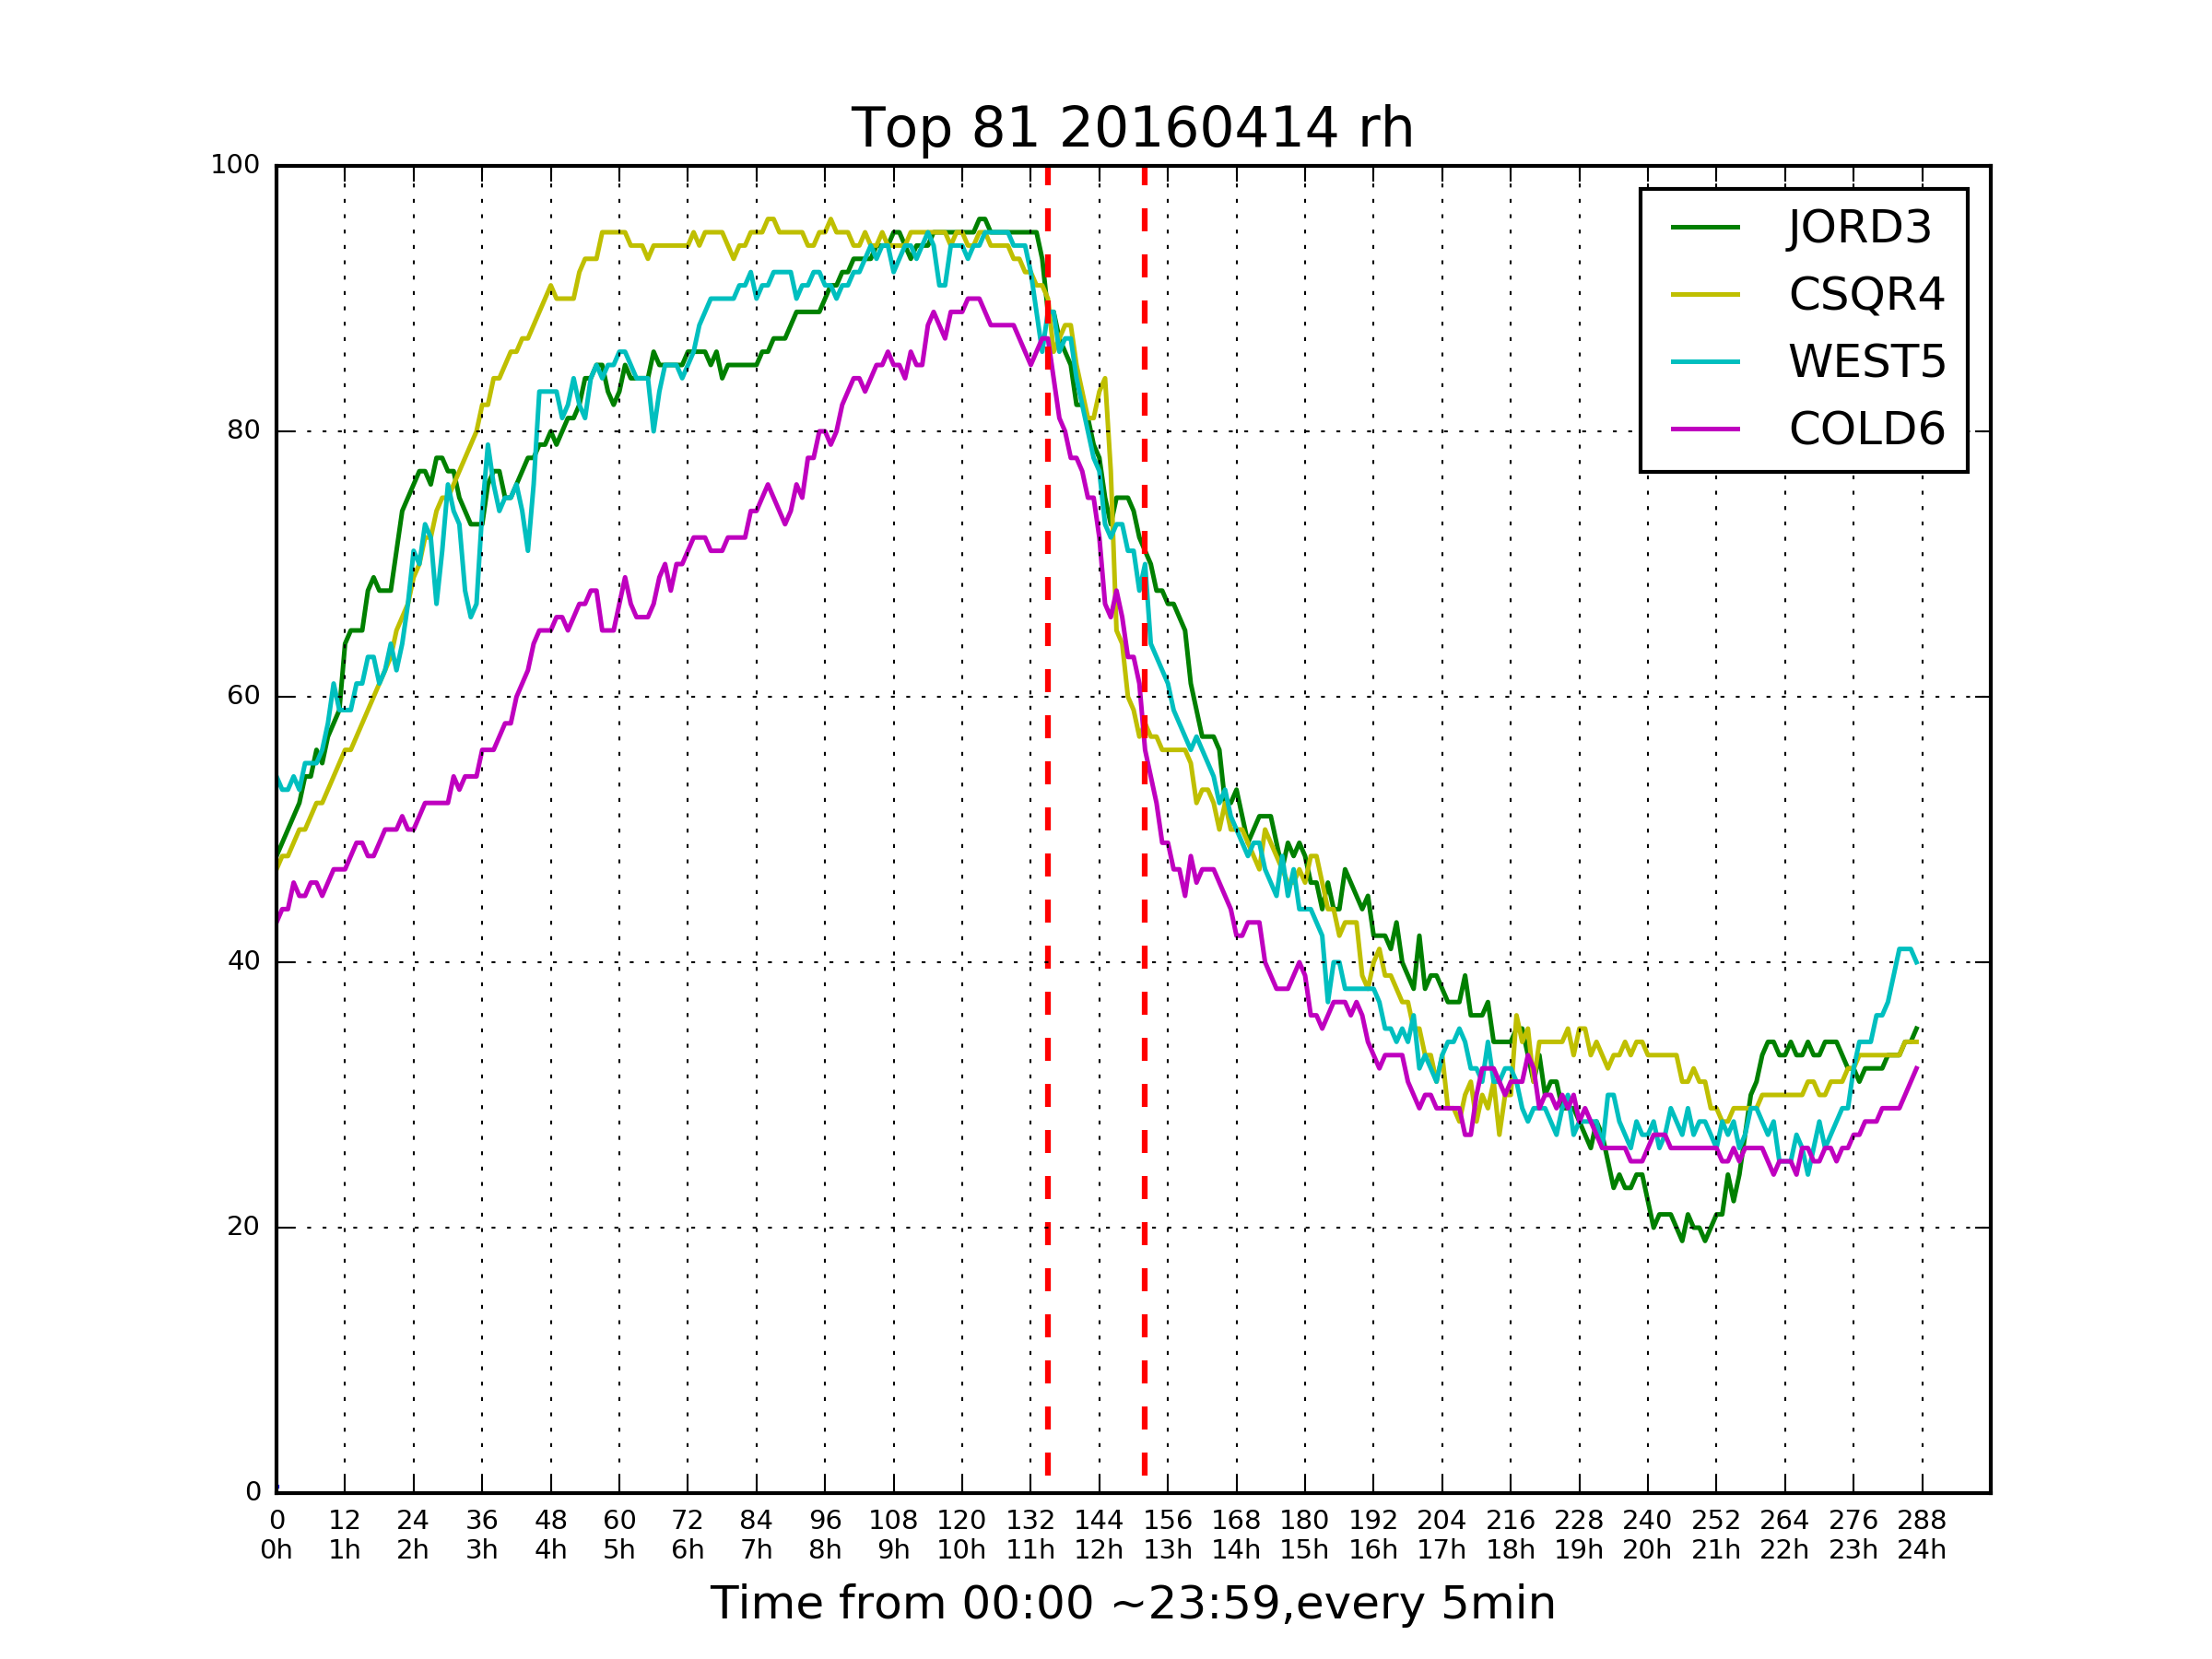 Top 81 20160414 rh
100
80
60
40
20
0
JORD3
CSQR4
WEST5
COLD6
0 12 24 36 48 60 72 84 96 108 120 132 144 156 168 180 192 204 216 228 240 252 264 276 288
0h 1h 2h 3h 4h 5h 6h 7h 8h 9h 10h 11h 12h 13h 14h 15h 16h 17h 18h 19h 20h 21h 22h 23h 24h
Time from 00:00 ~23:59,every 5min